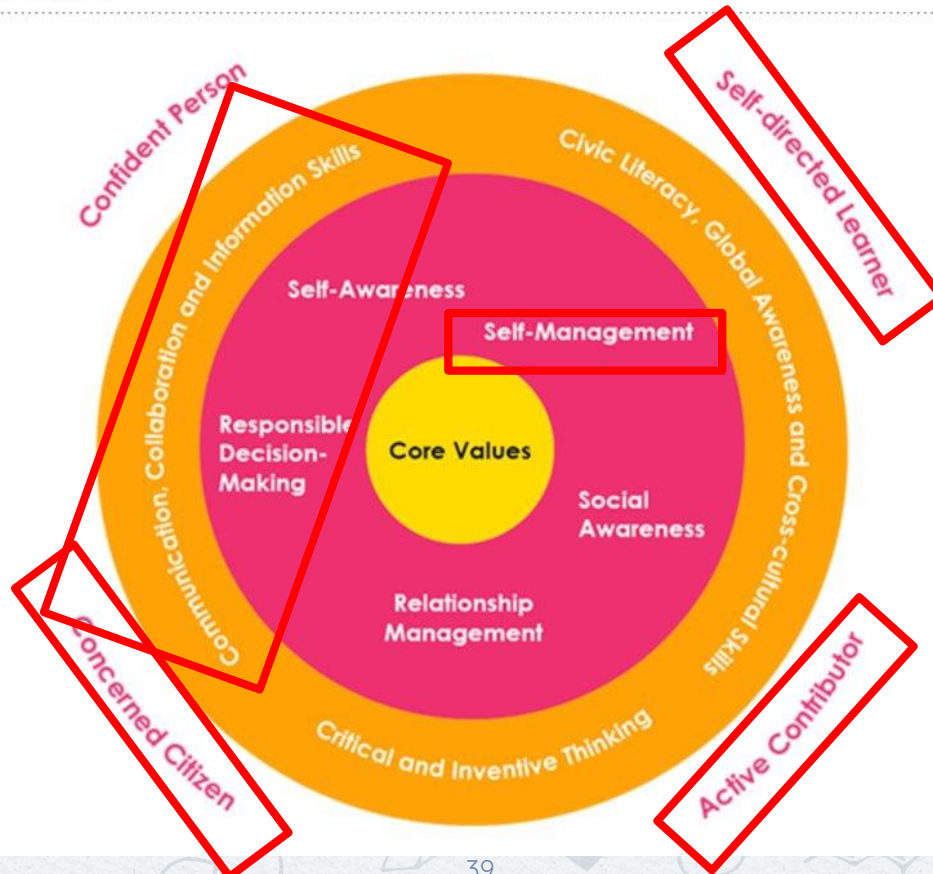 Confident Person
Self-directed Learner
Communication, Collaboration and Information Skills
Civic Literacy, Global Awareness and Cross-cultural Skills
Self-Awareness
Self-Management
Responsible
Decision-
Making
Core Values
Social
Awareness
Relationship
Management
Critical and Inventive Thinking
Concerned Citizen
Active Contributor
39